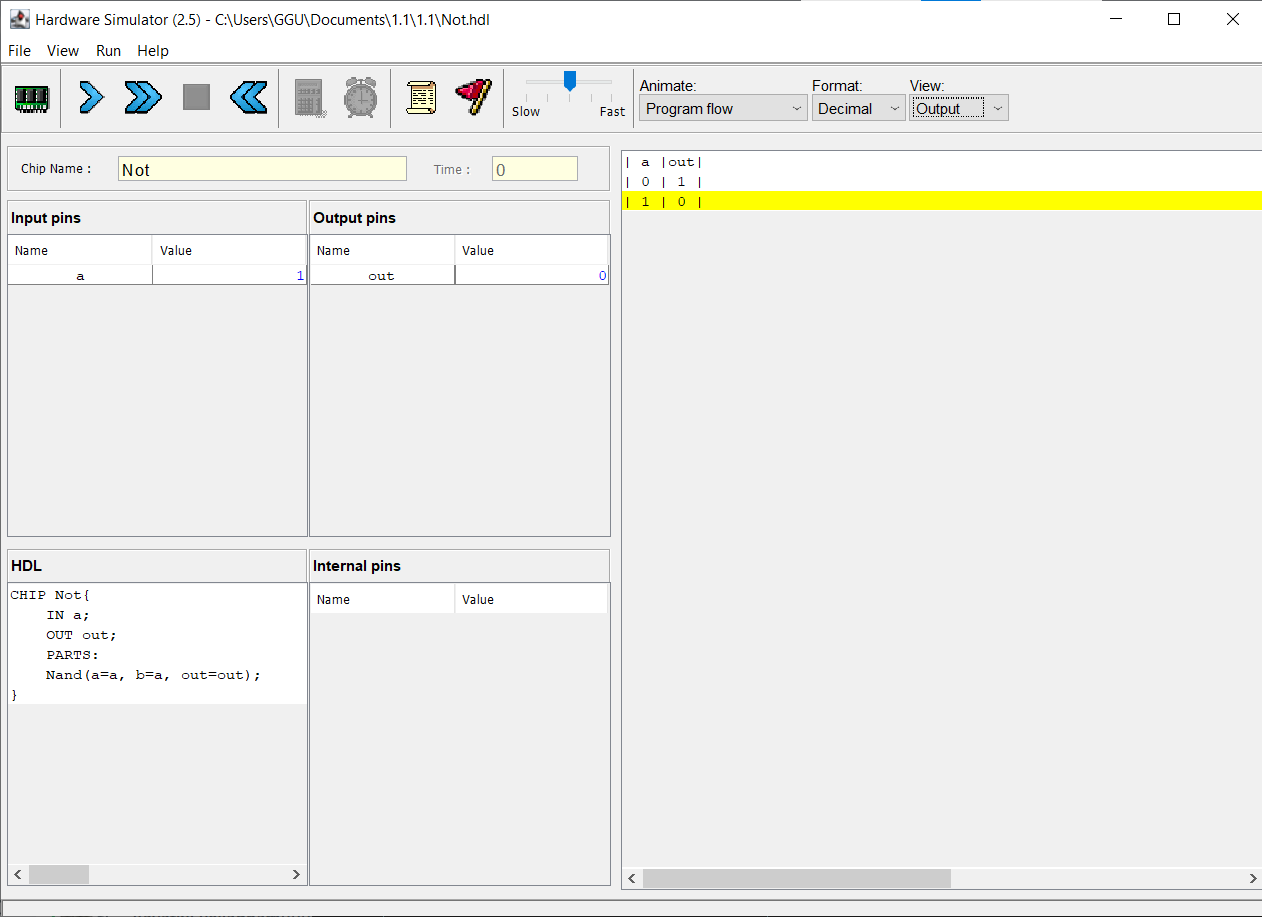 Hardware Simulator (2.5) - C:\Users\GGU\Documents\1.1\1.1\Not.hdl
File View Run Help
Slow Fast
Animate: Format: View:
Program flow Decimal Output
Chip Name : Not Time : 0
Input pins
Name Value
a 1
Output pins
Name Value
out 0
HDL
CHIP Not{
IN a;
OUT out;
PARTS:
Nand(a=a, b=a, out=out);
}
Internal pins
Name Value
| a |out|
| 0 | 1 |
| 1 | 0 |